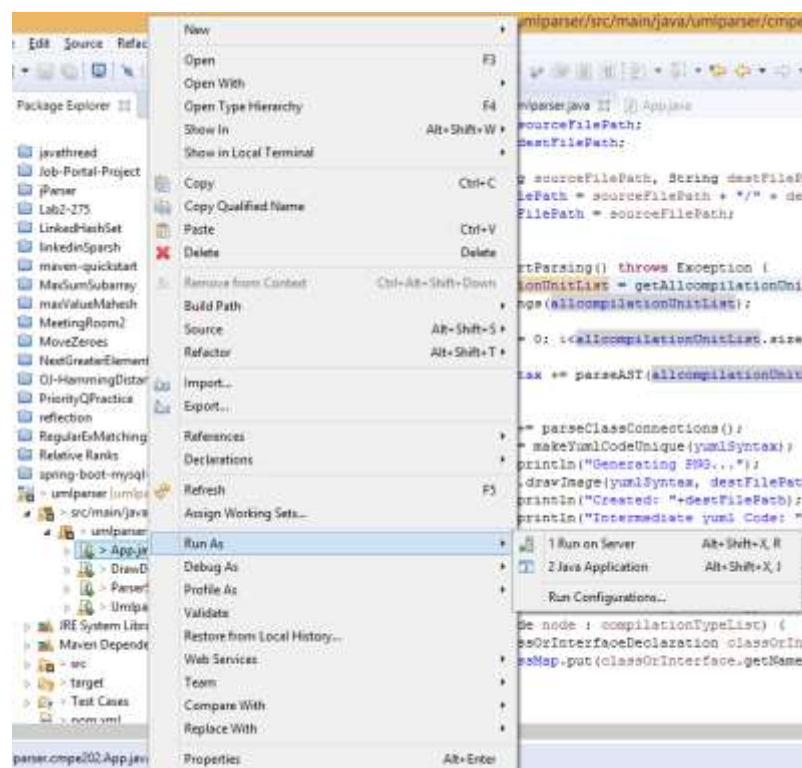 umlparser/src/main/java/umlparser/cmpe
Edit Source Refac
Package Explorer
mlparser.java App.java
javathread
Job-Portal-Project
jParser
Lab2-275
LinkedHashSet
linkedinSparsh
maven-quickstart
MaxSumSubarray
maxValueMahesh
MeetingRoom2
MoveZeroes
NextGreaterElement
OJ-HammingDistan
PriorityQPractice
reflection
RegularExMatching
Relative Ranks
spring-boot-mysql
> umlparser [umlpa
> src/main/java
> umlparser
> App.ja
> DrawD
> ParserS
> Umlpa
JRE System Libra
Maven Depende
> src
> target
> Test Cases
> pom.xml
parser.cmpe202.App.java
New
Open F3
Open With
Open Type Hierarchy F4
Show In Alt+Shift+W
Show in Local Terminal
Copy Ctrl+C
Copy Qualified Name
Paste Ctrl+V
Delete Delete
Remove from Context Ctrl+Alt+Shift+Down
Build Path
Source Alt+Shift+S
Refactor Alt+Shift+T
Import...
Export...
References
Declarations
Refresh F5
Assign Working Sets...
Run As
Debug As
Profile As
Validate
Restore from Local History...
Web Services
Team
Compare With
Replace With
Properties Alt+Enter
1 Run on Server Alt+Shift+X, R
2 Java Application Alt+Shift+X, J
Run Configurations...
sourceFilePath;
destFilePath;
g sourceFilePath, String destFileP
lePath = sourceFilePath + "/" + de
FilePath = sourceFilePath;
rtParsing() throws Exception {
ionUnitList = getAllcompilationUni
ngs(allcompilationUnitList);
= 0; i<allcompilationUnitList.size
tax += parseAST(allcompilationUnit
+= parseClassConnections();
= makeYumlCodeUnique(yumlSyntax);
println("Generating PNG...");
.drawImage(yumlSyntax, destFilePat
println("Created: "+destFilePath);
println("Intermediate yuml Code: "
de node : compilationTypeList) {
ssOrInterfaceDeclaration classOrIn
ssMap.put(classOrInterface.getName